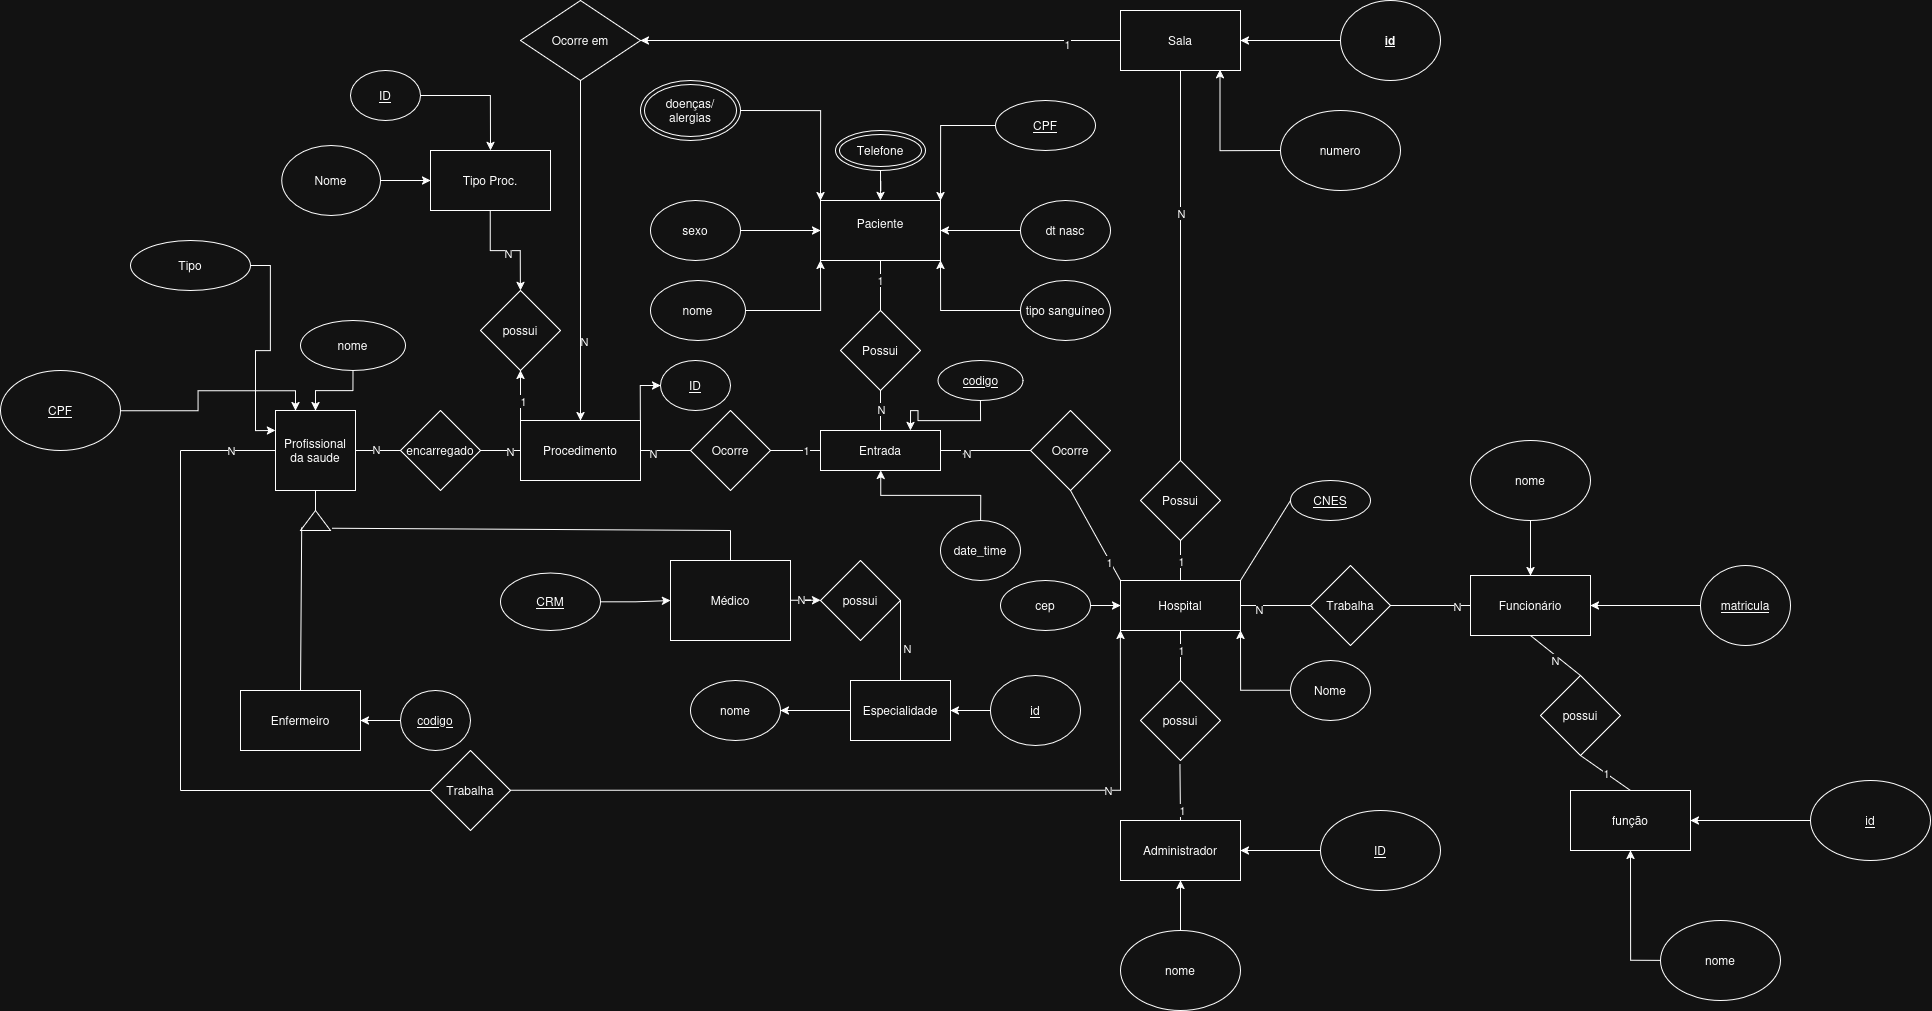 Ocorre em
1
Sala
id
ID
doenças/
alergias
CPF
Telefone
numero
Nome
Tipo Proc.
Paciente
N
sexo
dt nasc
N
Tipo
1
nome
tipo sanguíneo
possui
nome
N
Possui
CPF
ID
codigo
1
N
Profissional
da saude
N
N
encarregado
N
Procedimento
N
Ocorre
1
Entrada
N
Ocorre
nome
Possui
CNES
date_time
1
1
CRM
Médico
N
possui
cep
Hospital
N
Trabalha
N
Funcionário
matricula
N
1
N
Enfermeiro
codigo
nome
Especialidade
id
possui
Nome
possui
1
Trabalha
N
1
função
id
Administrador
ID
nome
nome